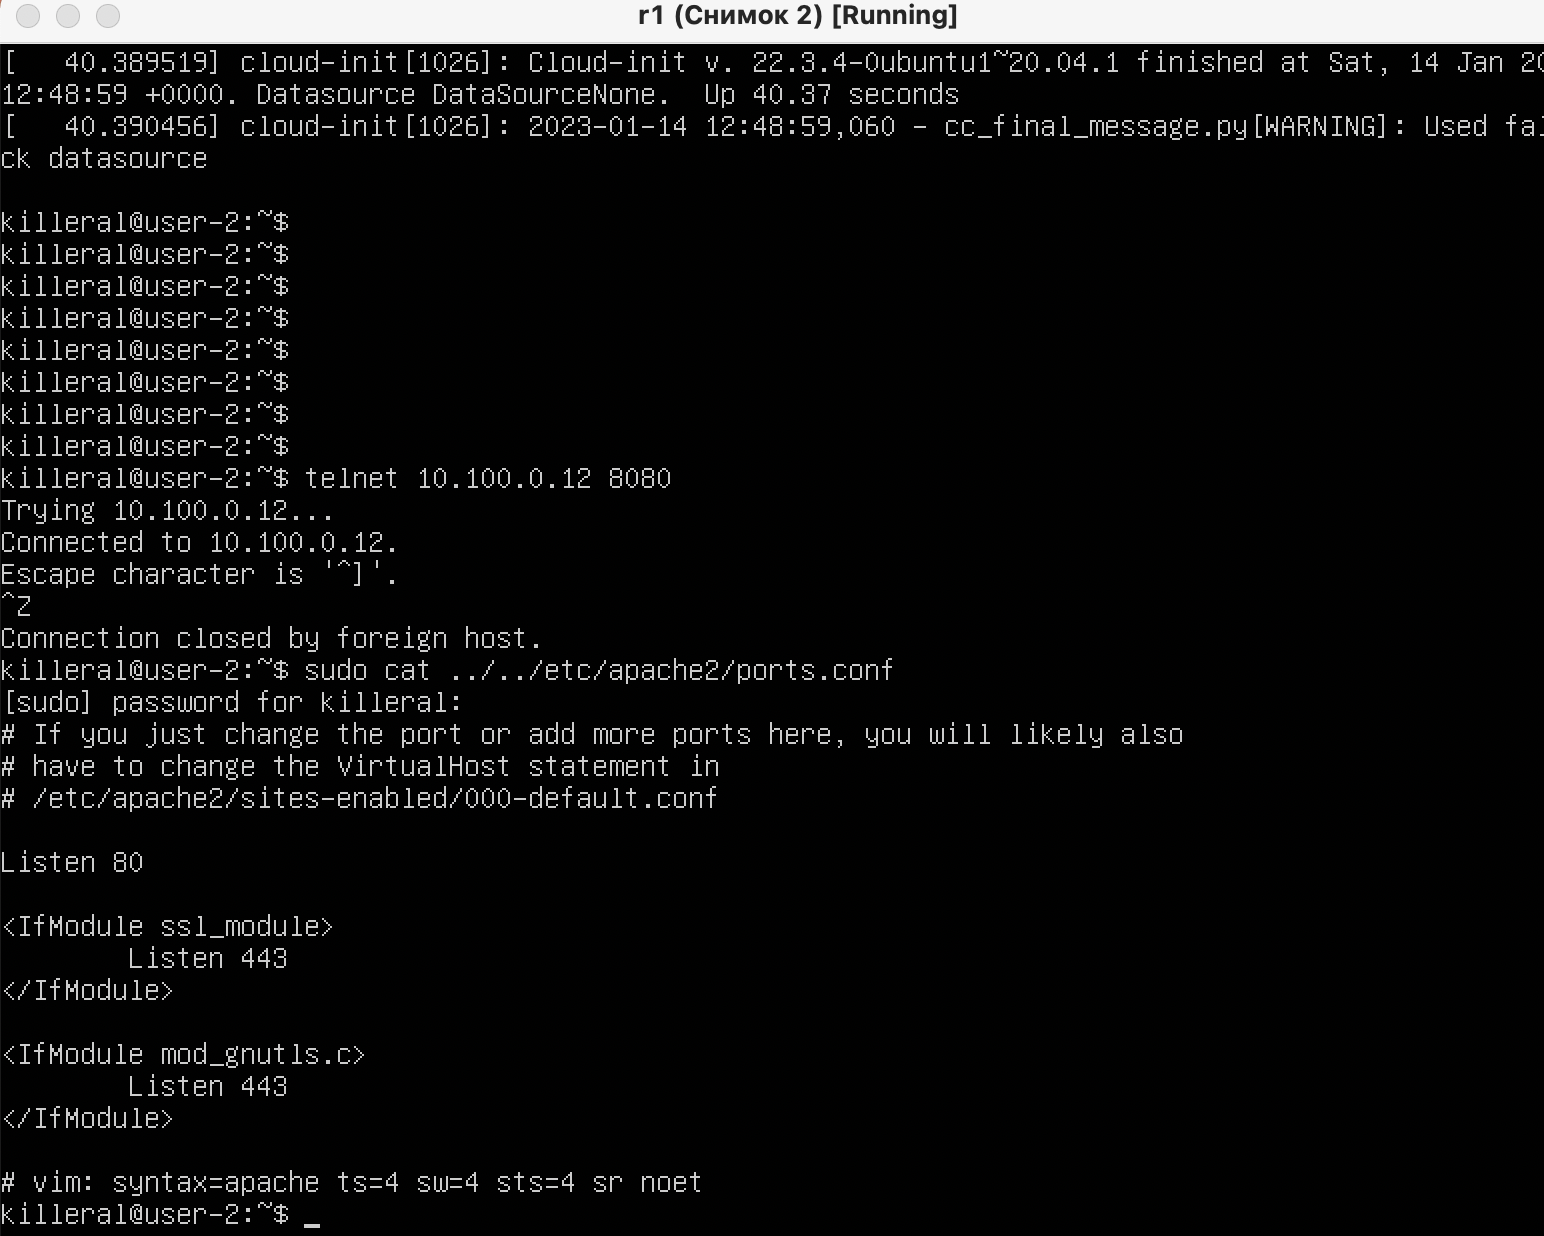 r1 (Снимок 2) [Running]
[   40.389519] cloud-init[1026]: Cloud-init v. 22.3.4-0ubuntu1~20.04.1 finished at Sat, 14 Jan 20
12:48:59 +0000. Datasource DataSourceNone.  Up 40.37 seconds
[   40.390456] cloud-init[1026]: 2023-01-14 12:48:59,060 - cc_final_message.py[WARNING]: Used fal
ck datasource
killeral@user-2:~$
killeral@user-2:~$
killeral@user-2:~$
killeral@user-2:~$
killeral@user-2:~$
killeral@user-2:~$
killeral@user-2:~$
killeral@user-2:~$
killeral@user-2:~$ telnet 10.100.0.12 8080
Trying 10.100.0.12...
Connected to 10.100.0.12.
Escape character is '^]'.
^Z
Connection closed by foreign host.
killeral@user-2:~$ sudo cat ../../etc/apache2/ports.conf
[sudo] password for killeral:
# If you just change the port or add more ports here, you will likely also
# have to change the VirtualHost statement in
# /etc/apache2/sites-enabled/000-default.conf
Listen 80
<IfModule ssl_module>
        Listen 443
</IfModule>
<IfModule mod_gnutls.c>
        Listen 443
</IfModule>
# vim: syntax=apache ts=4 sw=4 sts=4 sr noet
killeral@user-2:~$ _